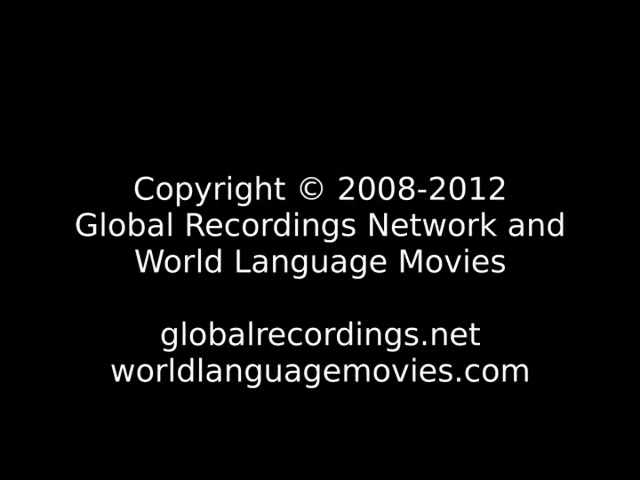 Copyright © 2008-2012
Global Recordings Network and
World Language Movies
globalrecordings.net
worldlanguagemovies.com